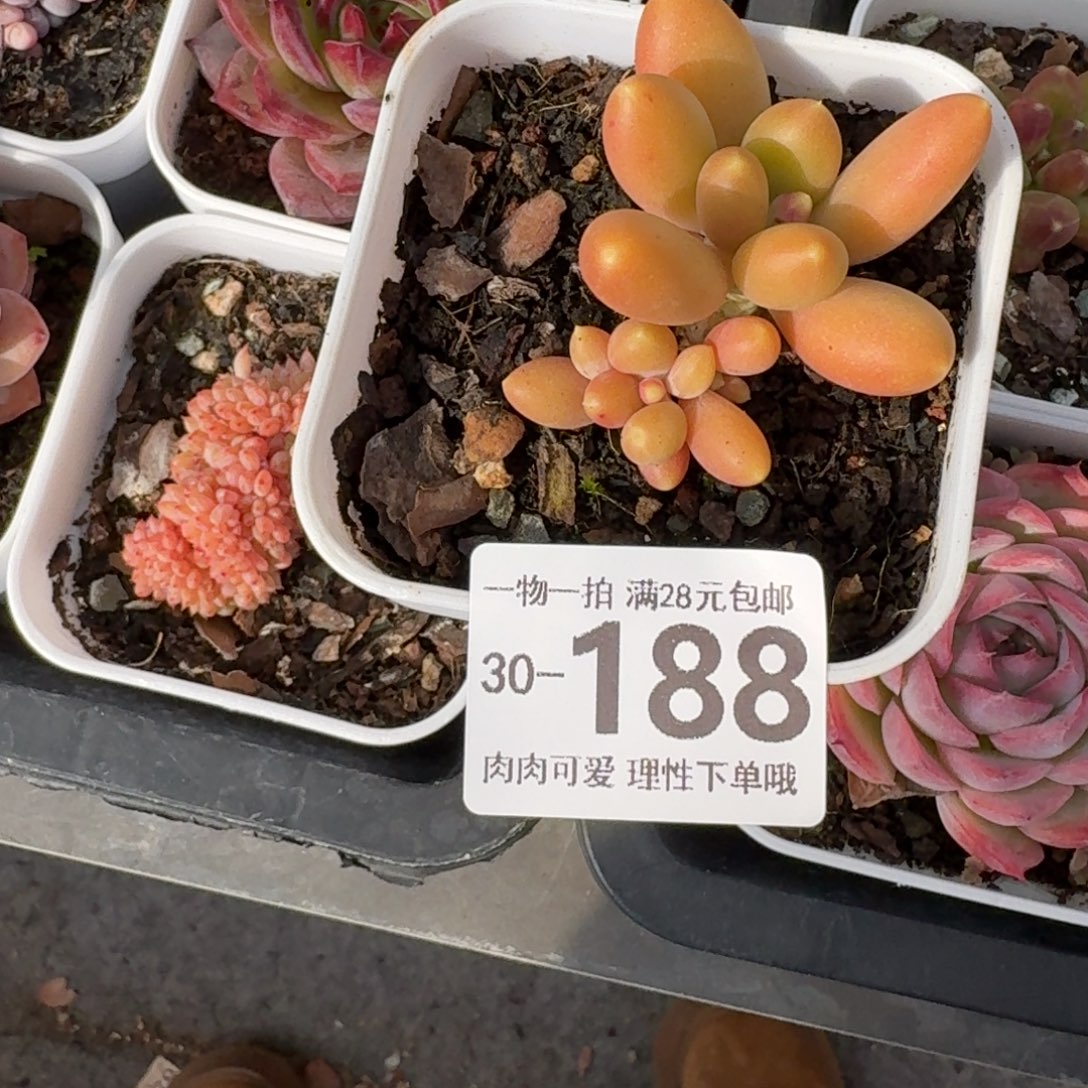 一物一拍 满28元包邮
30-188
肉肉可爱 理性下单哦